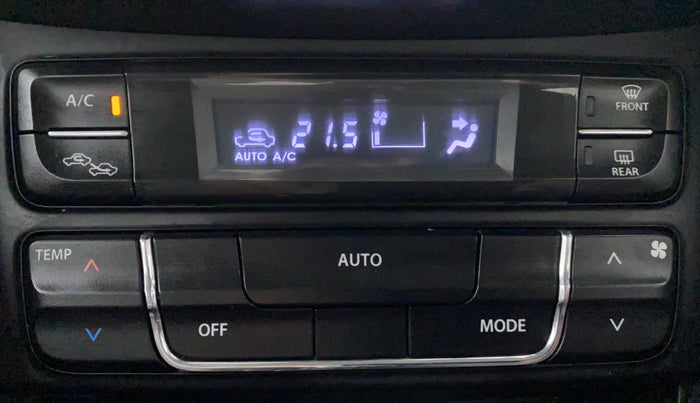 A/C
21.5
AUTO A/C
FRONT
REAR
TEMP
AUTO
OFF
MODE